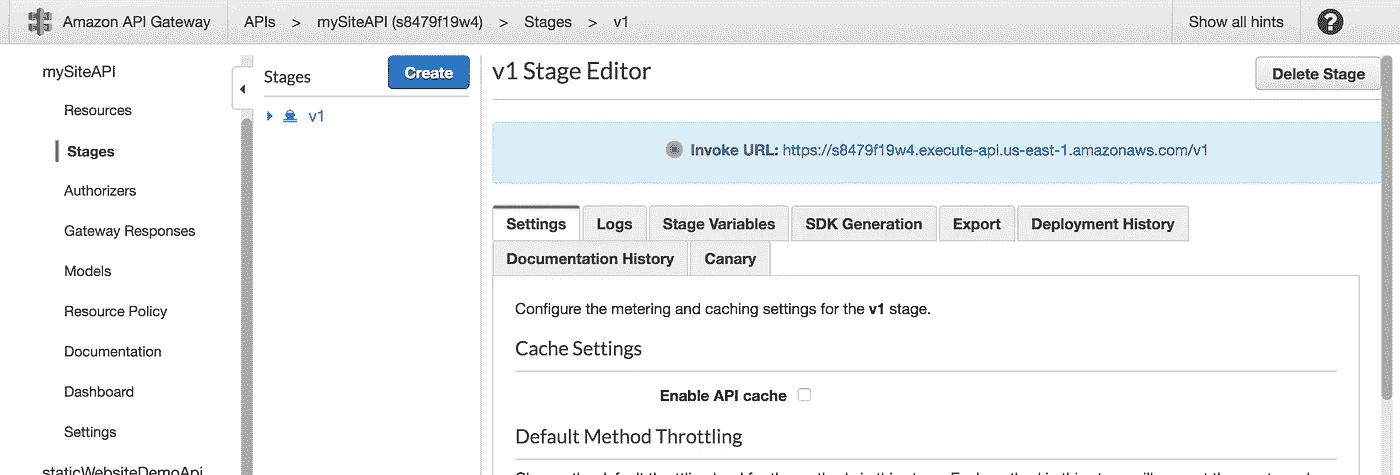 Amazon API Gateway APIs > mySiteAPI (s8479f19w4) > Stages > v1 Show all hints ?
mySiteAPI
Resources
Stages
Authorizers
Gateway Responses
Models
Resource Policy
Documentation
Dashboard
Settings
staticWebsiteDemoApi
Stages Create
v1
v1 Stage Editor Delete Stage
Invoke URL: https://s8479f19w4.execute-api.us-east-1.amazonaws.com/v1
Settings Logs Stage Variables SDK Generation Export Deployment History
Documentation History Canary
Configure the metering and caching settings for the v1 stage.
Cache Settings
Enable API cache
Default Method Throttling